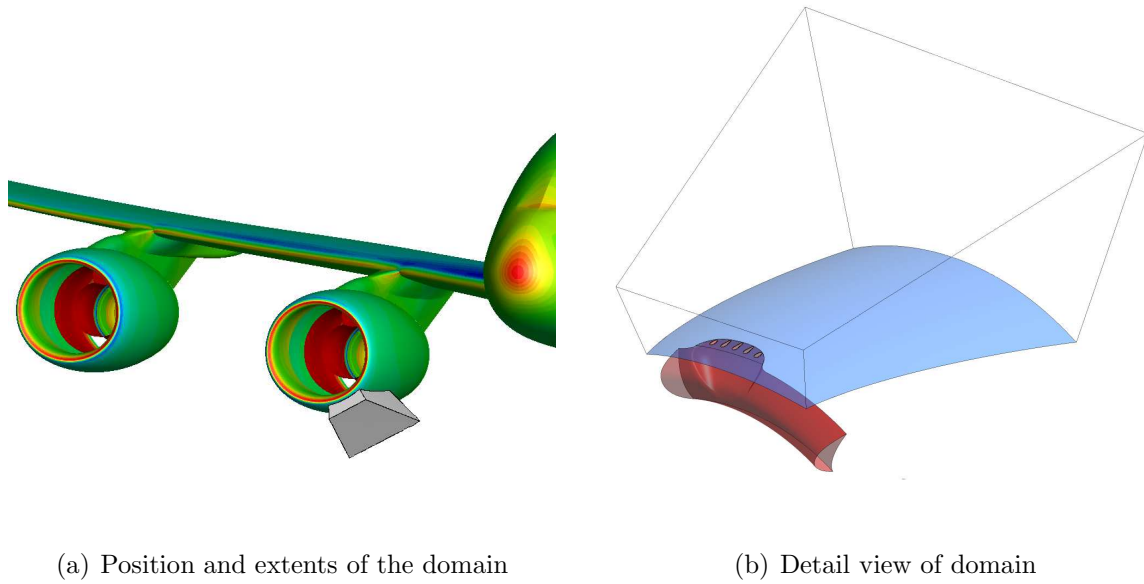 (a) Position and extents of the domain
(b) Detail view of domain